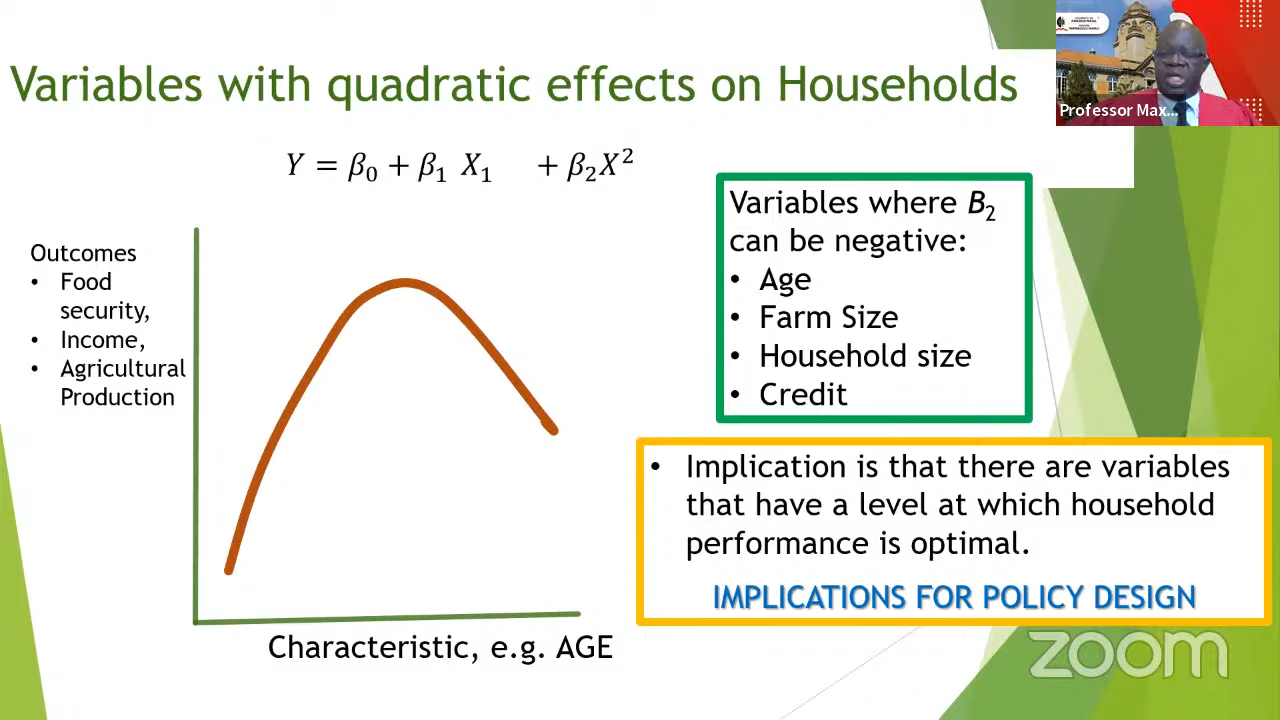 Variables with quadratic effects on Households
Y = β₀ + β₁ X₁ + β₂X²
Outcomes
• Food
security,
• Income,
• Agricultural
Production
Characteristic, e.g. AGE
Variables where B₂
can be negative:
• Age
• Farm Size
• Household size
• Credit
• Implication is that there are variables
that have a level at which household
performance is optimal.
IMPLICATIONS FOR POLICY DESIGN
Professor Max...
zoom